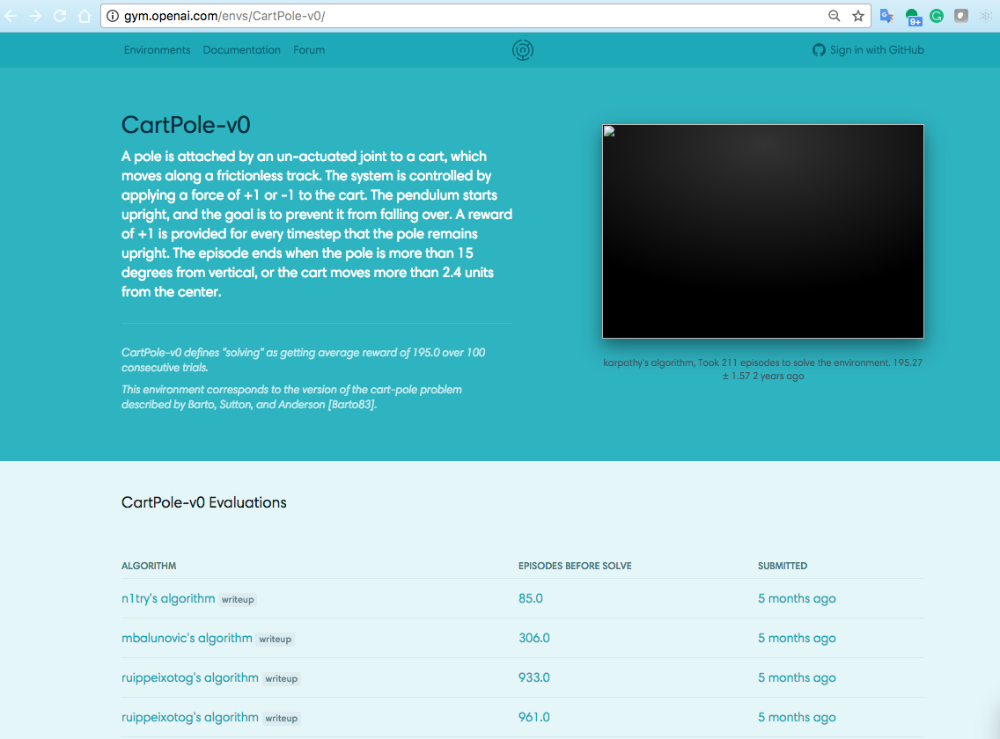 gym.openai.com/envs/CartPole-v0/
9+
Environments Documentation Forum
Sign in with GitHub
CartPole-v0
A pole is attached by an un-actuated joint to a cart, which
moves along a frictionless track. The system is controlled by
applying a force of +1 or -1 to the cart. The pendulum starts
upright, and the goal is to prevent it from falling over. A reward
of +1 is provided for every timestep that the pole remains
upright. The episode ends when the pole is more than 15
degrees from vertical, or the cart moves more than 2.4 units
from the center.
CartPole-v0 defines "solving" as getting average reward of 195.0 over 100
consecutive trials.
This environment corresponds to the version of the cart-pole problem
described by Barto, Sutton, and Anderson [Barto83].
karpathy's algorithm, Took 211 episodes to solve the environment. 195.27
± 1.57 2 years ago
CartPole-v0 Evaluations
ALGORITHM EPISODES BEFORE SOLVE SUBMITTED
n1try's algorithm writeup 85.0 5 months ago
mbalunovic's algorithm writeup 306.0 5 months ago
ruippeixotog's algorithm writeup 933.0 5 months ago
ruippeixotog's algorithm writeup 961.0 5 months ago